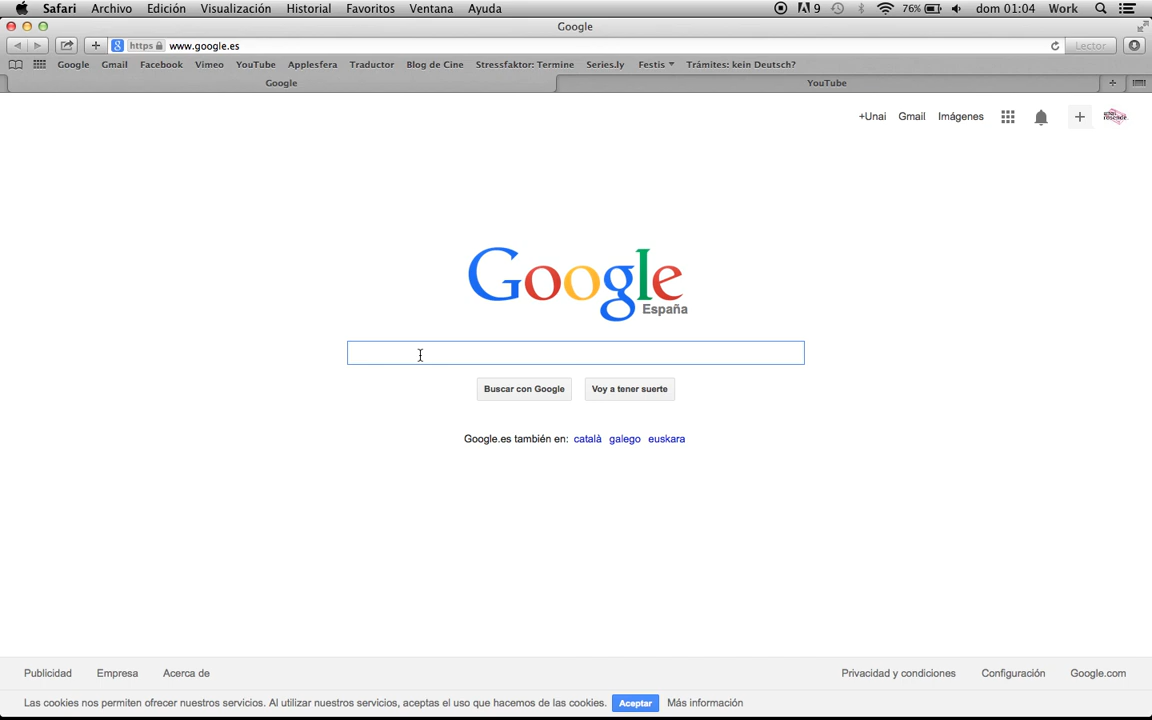 Safari Archivo Edición Visualización Historial Favoritos Ventana Ayuda 9 76% dom 01:04 Work
Google
https www.google.es Lector
Google Gmail Facebook Vimeo YouTube Applesfera Traductor Blog de Cine Stressfaktor: Termine Series.ly Festis Trámites: kein Deutsch?
Google YouTube
+Unai Gmail Imágenes
Google
España
Buscar con Google Voy a tener suerte
Google.es también en: català galego euskara
Publicidad Empresa Acerca de Privacidad y condiciones Configuración Google.com
Las cookies nos permiten ofrecer nuestros servicios. Al utilizar nuestros servicios, aceptas el uso que hacemos de las cookies. Aceptar Más información